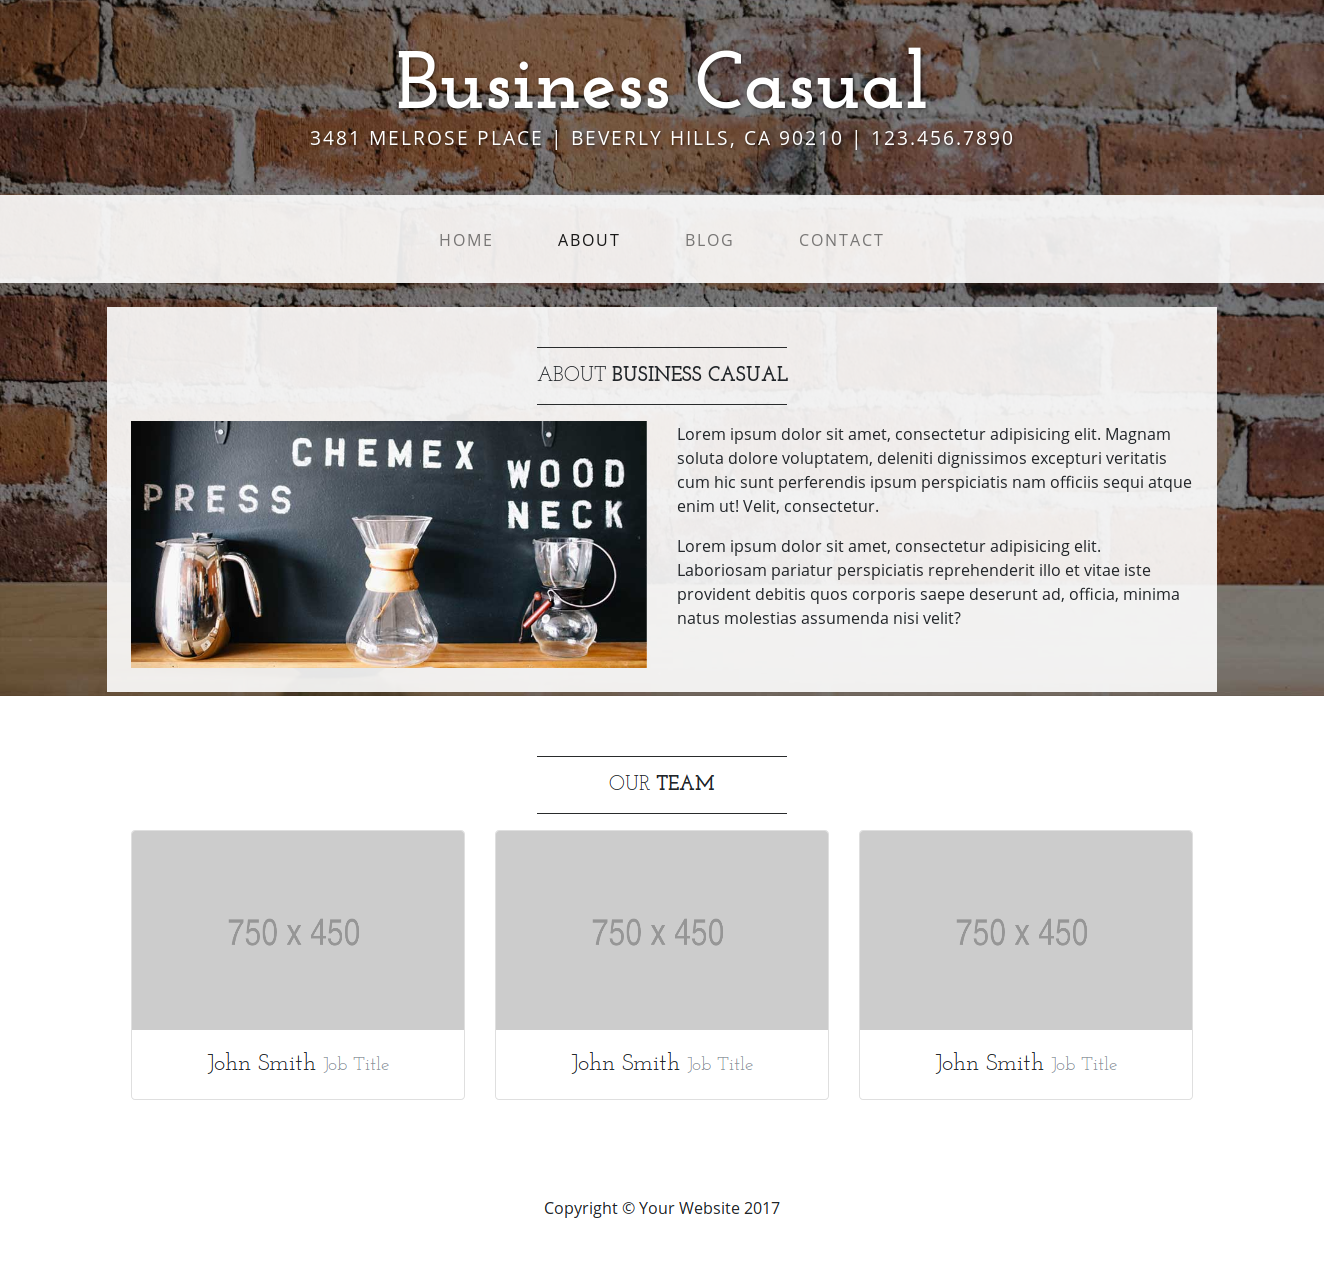 Business Casual
3481 MELROSE PLACE | BEVERLY HILLS, CA 90210 | 123.456.7890
HOME ABOUT BLOG CONTACT
ABOUT BUSINESS CASUAL
CHEMEX
WOOD
PRESS
NECK
Lorem ipsum dolor sit amet, consectetur adipisicing elit. Magnam
soluta dolore voluptatem, deleniti dignissimos excepturi veritatis
cum hic sunt perferendis ipsum perspiciatis nam officiis sequi atque
enim ut! Velit, consectetur.
Lorem ipsum dolor sit amet, consectetur adipisicing elit.
Laboriosam pariatur perspiciatis reprehenderit illo et vitae iste
provident debitis quos corporis saepe deserunt ad, officia, minima
natus molestias assumenda nisi velit?
OUR TEAM
750 x 450
750 x 450
750 x 450
John Smith Job Title
John Smith Job Title
John Smith Job Title
Copyright © Your Website 2017